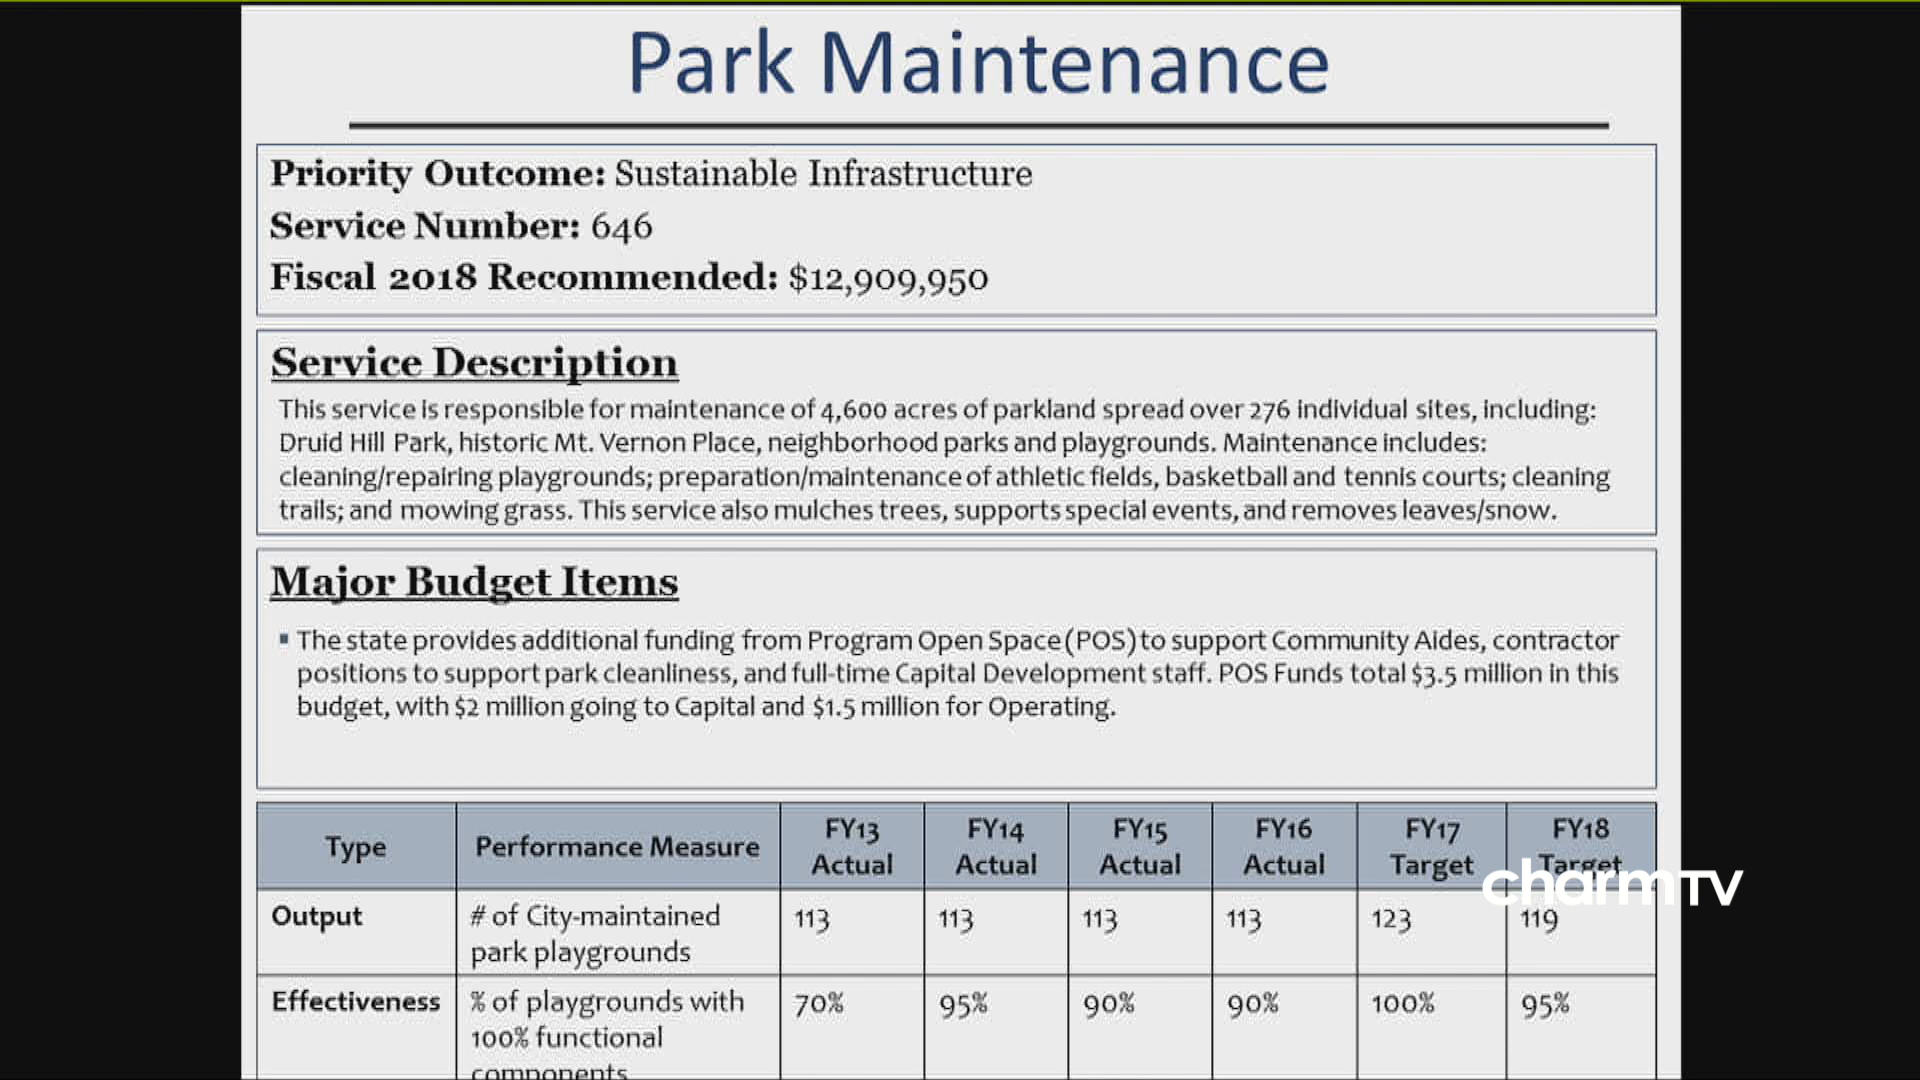 Park Maintenance
Priority Outcome: Sustainable Infrastructure
Service Number: 646
Fiscal 2018 Recommended: $12,909,950
Service Description
This service is responsible for maintenance of 4,600 acres of parkland spread over 276 individual sites, including:
Druid Hill Park, historic Mt. Vernon Place, neighborhood parks and playgrounds. Maintenance includes:
cleaning/repairing playgrounds; preparation/maintenance of athletic fields, basketball and tennis courts; cleaning
trails; and mowing grass. This service also mulches trees, supports special events, and removes leaves/snow.
Major Budget Items
▪ The state provides additional funding from Program Open Space (POS) to support Community Aides, contractor
positions to support park cleanliness, and full-time Capital Development staff. POS Funds total $3.5 million in this
budget, with $2 million going to Capital and $1.5 million for Operating.
Type Performance Measure FY13 Actual FY14 Actual FY15 Actual FY16 Actual FY17 Target FY18 Target
charmTV
Output # of City-maintained 113 113 113 113 123 119
park playgrounds
Effectiveness % of playgrounds with 70% 95% 90% 90% 100% 95%
100% functional
components